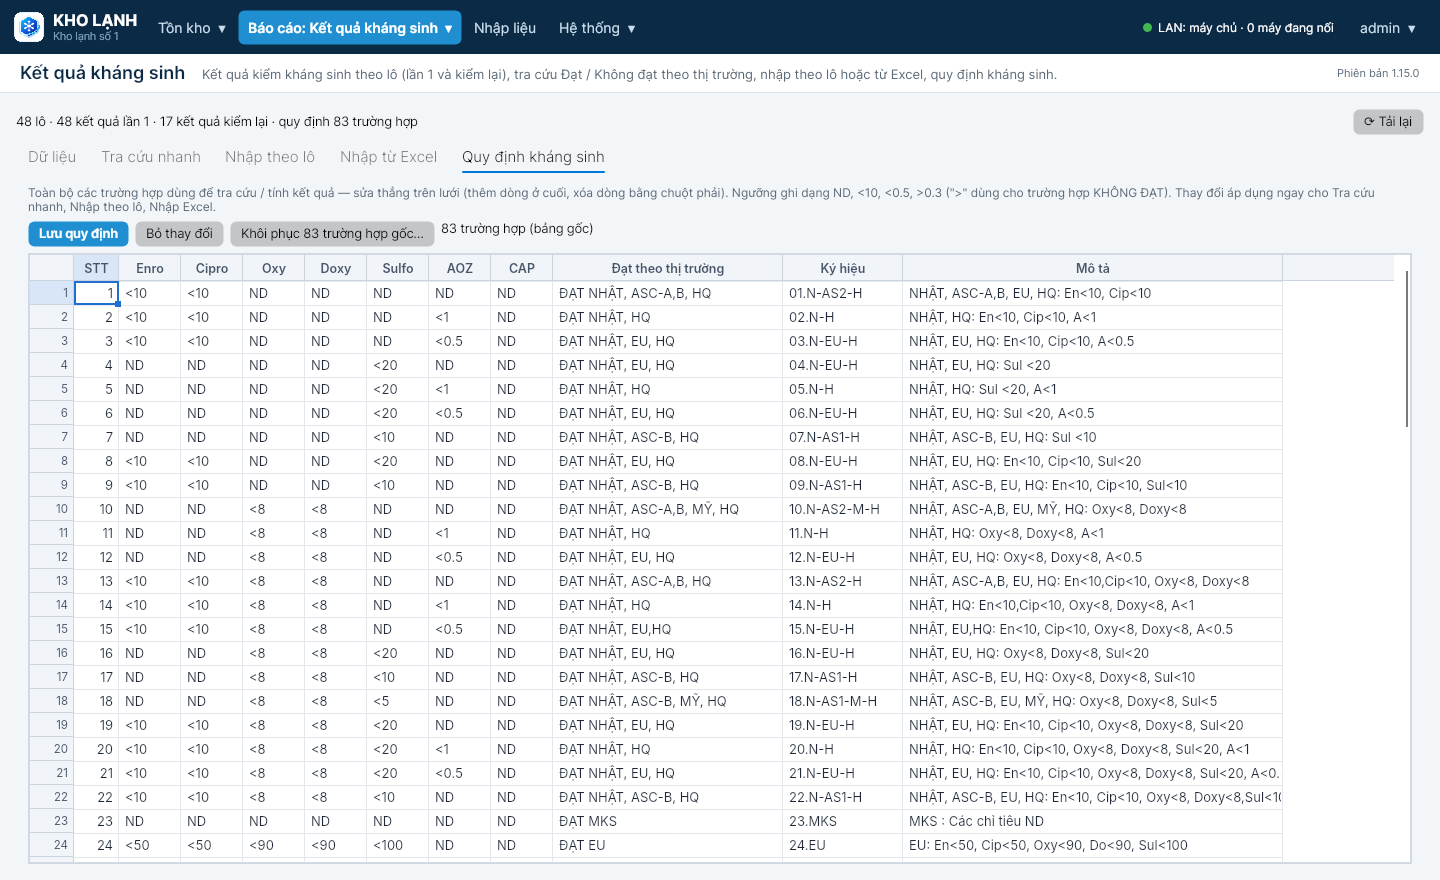 KHO LẠNH
Kho lạnh số 1
Tồn kho ▾ Báo cáo: Kết quả kháng sinh ▾ Nhập liệu Hệ thống ▾ LAN: máy chủ · 0 máy đang nối admin ▾
Kết quả kháng sinh Kết quả kiểm kháng sinh theo lô (lần 1 và kiểm lại), tra cứu Đạt / Không đạt theo thị trường, nhập theo lô hoặc từ Excel, quy định kháng sinh. Phiên bản 1.15.0
48 lô · 48 kết quả lần 1 · 17 kết quả kiểm lại · quy định 83 trường hợp ⟳ Tải lại
Dữ liệu Tra cứu nhanh Nhập theo lô Nhập từ Excel Quy định kháng sinh
Toàn bộ các trường hợp dùng để tra cứu / tính kết quả — sửa thẳng trên lưới (thêm dòng ở cuối, xóa dòng bằng chuột phải). Ngưỡng ghi dạng ND, <10, <0.5, >0.3 (">" dùng cho trường hợp KHÔNG ĐẠT). Thay đổi áp dụng ngay cho Tra cứu
nhanh, Nhập theo lô, Nhập Excel.
Lưu quy định Bỏ thay đổi Khôi phục 83 trường hợp gốc... 83 trường hợp (bảng gốc)
STT Enro Cipro Oxy Doxy Sulfo AOZ CAP Đạt theo thị trường Ký hiệu Mô tả
1 1 <10 <10 ND ND ND ND ND ĐẠT NHẬT, ASC-A,B, HQ 01.N-AS2-H NHẬT, ASC-A,B, EU, HQ: En<10, Cip<10
2 2 <10 <10 ND ND ND <1 ND ĐẠT NHẬT, HQ 02.N-H NHẬT, HQ: En<10, Cip<10, A<1
3 3 <10 <10 ND ND ND <0.5 ND ĐẠT NHẬT, EU, HQ 03.N-EU-H NHẬT, EU, HQ: En<10, Cip<10, A<0.5
4 4 ND ND ND ND <20 ND ND ĐẠT NHẬT, EU, HQ 04.N-EU-H NHẬT, EU, HQ: Sul <20
5 5 ND ND ND ND <20 <1 ND ĐẠT NHẬT, HQ 05.N-H NHẬT, HQ: Sul <20, A<1
6 6 ND ND ND ND <20 <0.5 ND ĐẠT NHẬT, EU, HQ 06.N-EU-H NHẬT, EU, HQ: Sul <20, A<0.5
7 7 ND ND ND ND <10 ND ND ĐẠT NHẬT, ASC-B, HQ 07.N-AS1-H NHẬT, ASC-B, EU, HQ: Sul <10
8 8 <10 <10 ND ND <20 ND ND ĐẠT NHẬT, EU, HQ 08.N-EU-H NHẬT, EU, HQ: En<10, Cip<10, Sul<20
9 9 <10 <10 ND ND <10 ND ND ĐẠT NHẬT, ASC-B, HQ 09.N-AS1-H NHẬT, ASC-B, EU, HQ: En<10, Cip<10, Sul<10
10 10 ND ND <8 <8 ND ND ND ĐẠT NHẬT, ASC-A,B, MỸ, HQ 10.N-AS2-M-H NHẬT, ASC-A,B, EU, MỸ, HQ: Oxy<8, Doxy<8
11 11 ND ND <8 <8 ND <1 ND ĐẠT NHẬT, HQ 11.N-H NHẬT, HQ: Oxy<8, Doxy<8, A<1
12 12 ND ND <8 <8 ND <0.5 ND ĐẠT NHẬT, EU, HQ 12.N-EU-H NHẬT, EU, HQ: Oxy<8, Doxy<8, A<0.5
13 13 <10 <10 <8 <8 ND ND ND ĐẠT NHẬT, ASC-A,B, HQ 13.N-AS2-H NHẬT, ASC-A,B, EU, HQ: En<10,Cip<10, Oxy<8, Doxy<8
14 14 <10 <10 <8 <8 ND <1 ND ĐẠT NHẬT, HQ 14.N-H NHẬT, HQ: En<10,Cip<10, Oxy<8, Doxy<8, A<1
15 15 <10 <10 <8 <8 ND <0.5 ND ĐẠT NHẬT, EU,HQ 15.N-EU-H NHẬT, EU,HQ: En<10, Cip<10, Oxy<8, Doxy<8, A<0.5
16 16 ND ND <8 <8 <20 ND ND ĐẠT NHẬT, EU, HQ 16.N-EU-H NHẬT, EU, HQ: Oxy<8, Doxy<8, Sul<20
17 17 ND ND <8 <8 <10 ND ND ĐẠT NHẬT, ASC-B, HQ 17.N-AS1-H NHẬT, ASC-B, EU, HQ: Oxy<8, Doxy<8, Sul<10
18 18 ND ND <8 <8 <5 ND ND ĐẠT NHẬT, ASC-B, MỸ, HQ 18.N-AS1-M-H NHẬT, ASC-B, EU, MỸ, HQ: Oxy<8, Doxy<8, Sul<5
19 19 <10 <10 <8 <8 <20 ND ND ĐẠT NHẬT, EU, HQ 19.N-EU-H NHẬT, EU, HQ: En<10, Cip<10, Oxy<8, Doxy<8, Sul<20
20 20 <10 <10 <8 <8 <20 <1 ND ĐẠT NHẬT, HQ 20.N-H NHẬT, HQ: En<10, Cip<10, Oxy<8, Doxy<8, Sul<20, A<1
21 21 <10 <10 <8 <8 <20 <0.5 ND ĐẠT NHẬT, EU, HQ 21.N-EU-H NHẬT, EU, HQ: En<10, Cip<10, Oxy<8, Doxy<8, Sul<20, A<0.
22 22 <10 <10 <8 <8 <10 ND ND ĐẠT NHẬT, ASC-B, HQ 22.N-AS1-H NHẬT, ASC-B, EU, HQ: En<10, Cip<10, Oxy<8, Doxy<8,Sul<10
23 23 ND ND ND ND ND ND ND ĐẠT MKS 23.MKS MKS : Các chỉ tiêu ND
24 24 <50 <50 <90 <90 <100 ND ND ĐẠT EU 24.EU EU: En<50, Cip<50, Oxy<90, Do<90, Sul<100